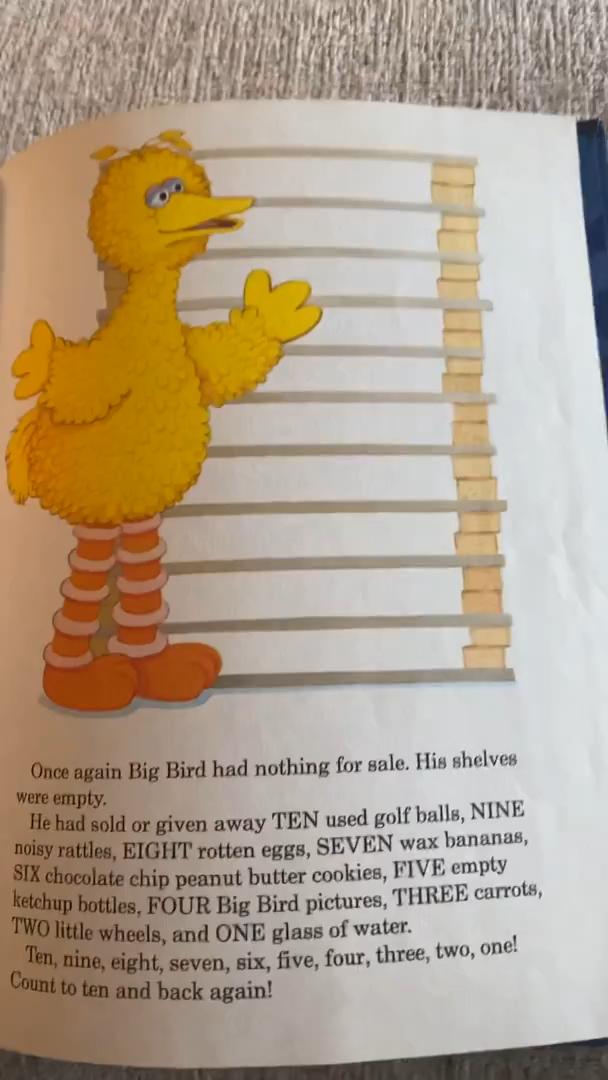 Once again Big Bird had nothing for sale. His shelves
were empty.
He had sold or given away TEN used golf balls, NINE
noisy rattles, EIGHT rotten eggs, SEVEN wax bananas,
SIX chocolate chip peanut butter cookies, FIVE empty
ketchup bottles, FOUR Big Bird pictures, THREE carrots,
TWO little wheels, and ONE glass of water.
Ten, nine, eight, seven, six, five, four, three, two, one!
Count to ten and back again!